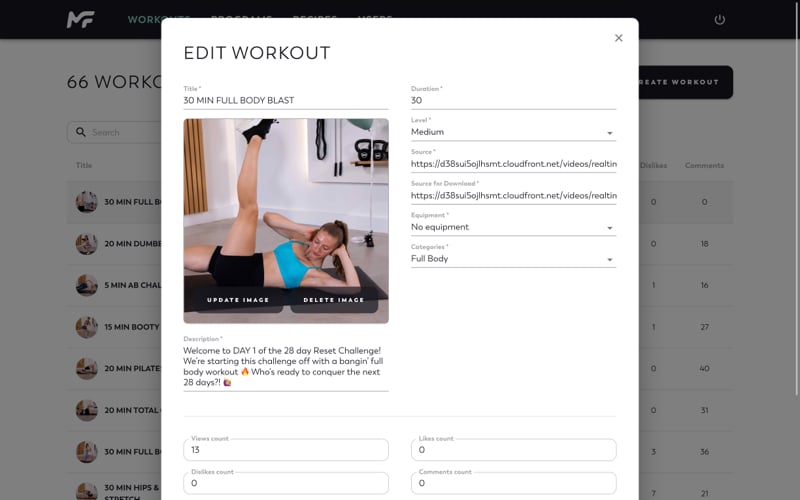 WORKOUTS PROGRAMS RECIPES USERS
66 WORKO
CREATE WORKOUT
Search
Title
Dislikes
Comments
30 MIN FULL B
0
0
20 MIN DUMBE
0
18
5 MIN AB CHAL
1
16
15 MIN BOOTY
1
27
20 MIN PILATE
0
40
20 MIN TOTAL
0
31
30 MIN FULL B
3
36
30 MIN HIPS &
STRETCH
7
21
EDIT WORKOUT
Title *
30 MIN FULL BODY BLAST
UPDATE IMAGE
DELETE IMAGE
Description *
Welcome to DAY 1 of the 28 day Reset Challenge!
We're starting this challenge off with a bangin' full
body workout 🔥 Who's ready to conquer the next
28 days?! 🙋
Duration *
30
Level *
Medium
Source *
https://d38sui5ojlhsmt.cloudfront.net/videos/realtin
Source for Download *
https://d38sui5ojlhsmt.cloudfront.net/videos/realtin
Equipment *
No equipment
Categories *
Full Body
Views count
13
Likes count
0
Dislikes count
0
Comments count
0